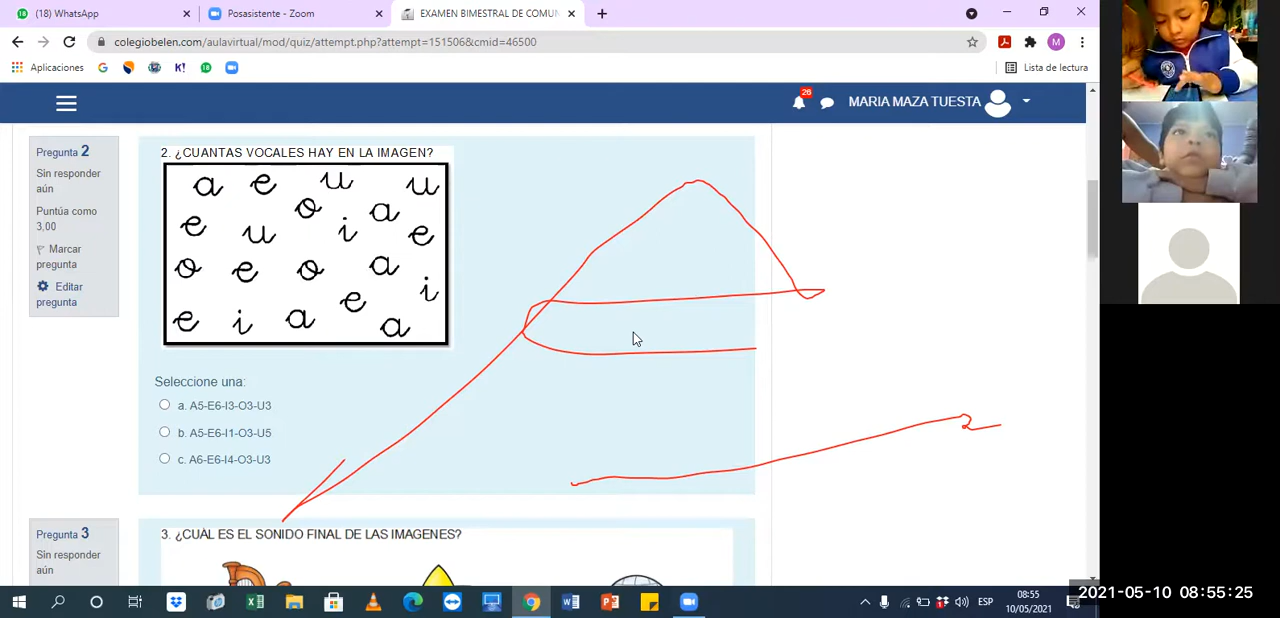 (18) WhatsApp
Posasistente - Zoom
EXAMEN BIMESTRAL DE COMUN
colegiobelen.com/aulavirtual/mod/quiz/attempt.php?attempt=151506&cmid=46500
Aplicaciones
Lista de lectura
26
MARIA MAZA TUESTA
Pregunta 2
Sin responder
aún
Puntúa como
3,00
Marcar
pregunta
Editar
pregunta
2. ¿CUANTAS VOCALES HAY EN LA IMAGEN?
a e u u
e u o i a e
o e o a i
e i a e a
Seleccione una:
a. A5-E6-I3-O3-U3
b. A5-E6-I1-O3-U5
c. A6-E6-I4-O3-U3
Pregunta 3
Sin responder
aún
3. ¿CUÁL ES EL SONIDO FINAL DE LAS IMAGENES?
ESP
08:55
10/05/2021
2021-05-10 08:55:25